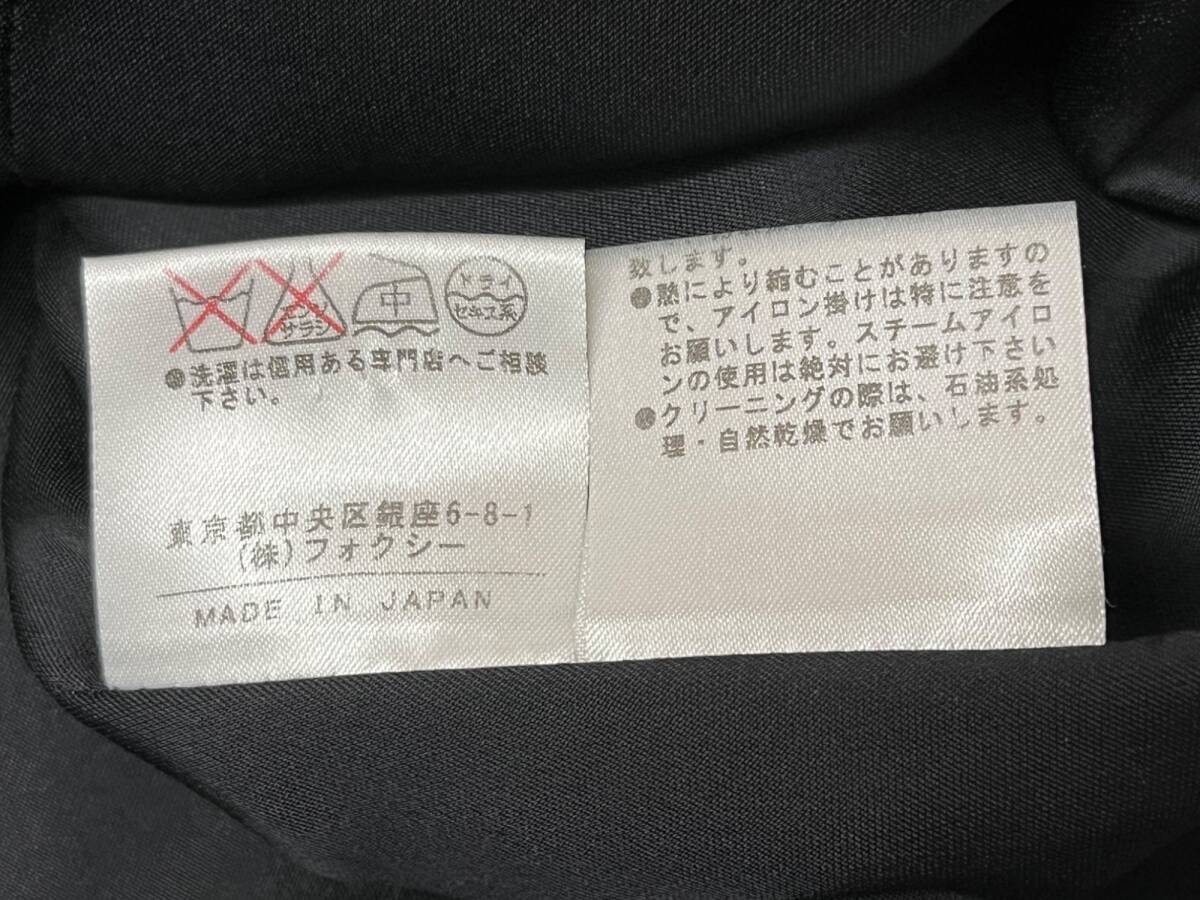 エンソ
サラシ
中
ドライ
セキユ系
●洗濯は信用ある専門店へご相談
下さい。
東京都中央区銀座6-8-1
(株)フォクシー
MADE IN JAPAN
致します。
●熱により縮むことがありますの
で、アイロン掛けは特に注意を
お願いします。スチームアイロ
ンの使用は絶対にお避け下さい
●クリーニングの際は、石油系処
理・自然乾燥でお願いします。